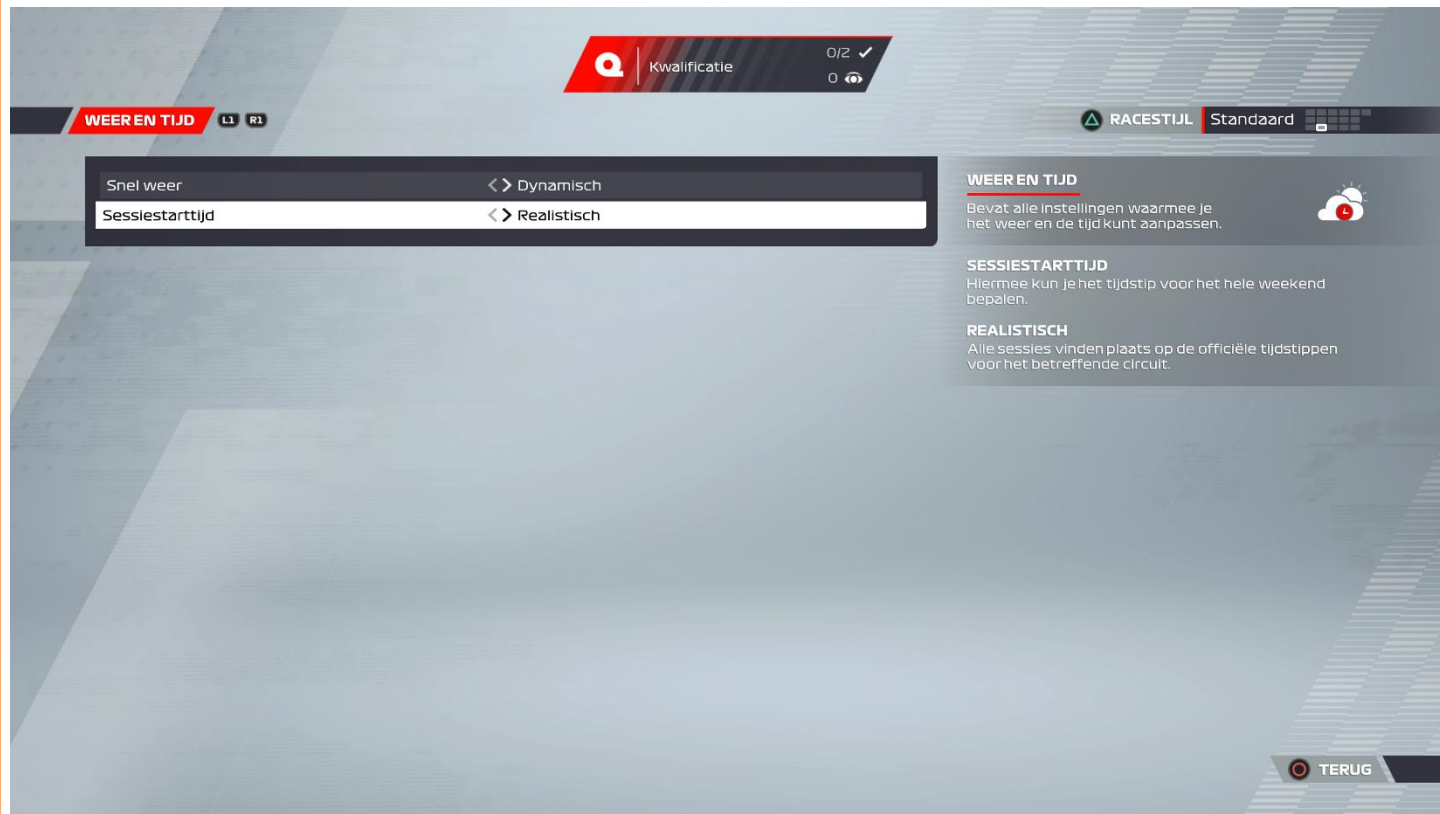 Q Kwalificatie 0/2
0
WEER EN TIJD L1 R1
RACESTIJL Standaard
Snel weer Dynamisch
Sessiestarttijd Realistisch
WEER EN TIJD
Bevat alle instellingen waarmee je
het weer en de tijd kunt aanpassen.
SESSIESTARTTIJD
Hiermee kun je het tijdstip voor het hele weekend
bepalen.
REALISTISCH
Alle sessies vinden plaats op de officiële tijdstippen
voor het betreffende circuit.
TERUG